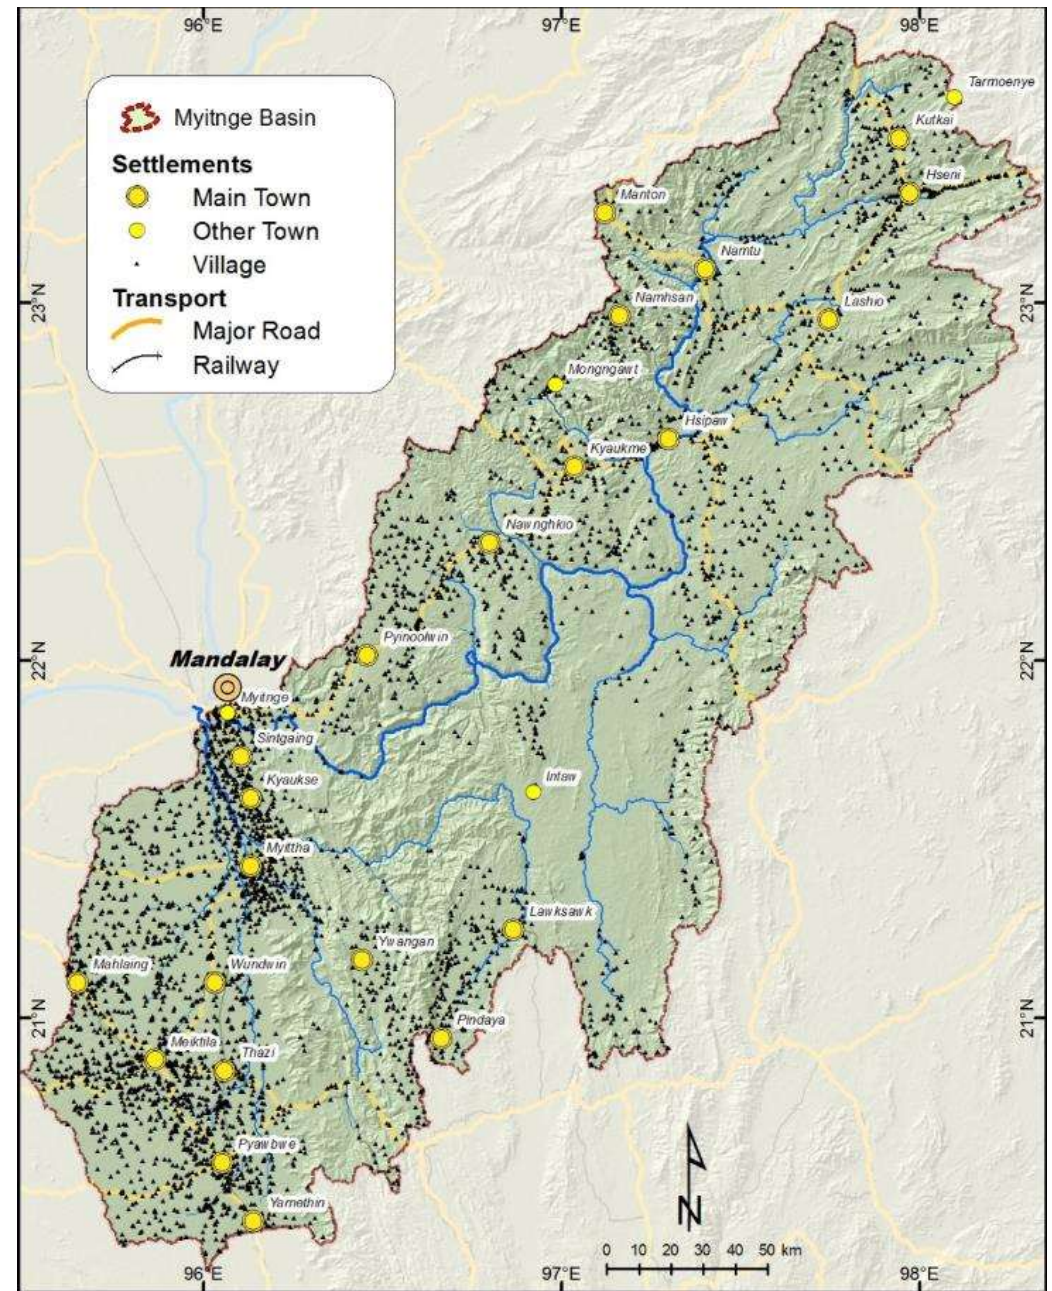 96°E 97°E 98°E
Myitnge Basin
Settlements
Main Town
Other Town
Village
Transport
Major Road
Railway
Tarmoenye
Kutkai
Hseni
Manton
Namtu
23°N
Namhsan
Lashio
23°N
Mongngawt
Hsipaw
Kyaukme
Nawnghkio
Pyinoolwin
22°N
Mandalay
22°N
Myitnge
Sintgaing
Kyaukse
Intaw
Myittha
Lawksawk
Ywangan
Mahlaing
Wundwin
21°N
Pindaya
21°N
Meiktila
Thazi
Pyawbwe
Yamethin
N
0 10 20 30 40 50 km
96°E 97°E 98°E